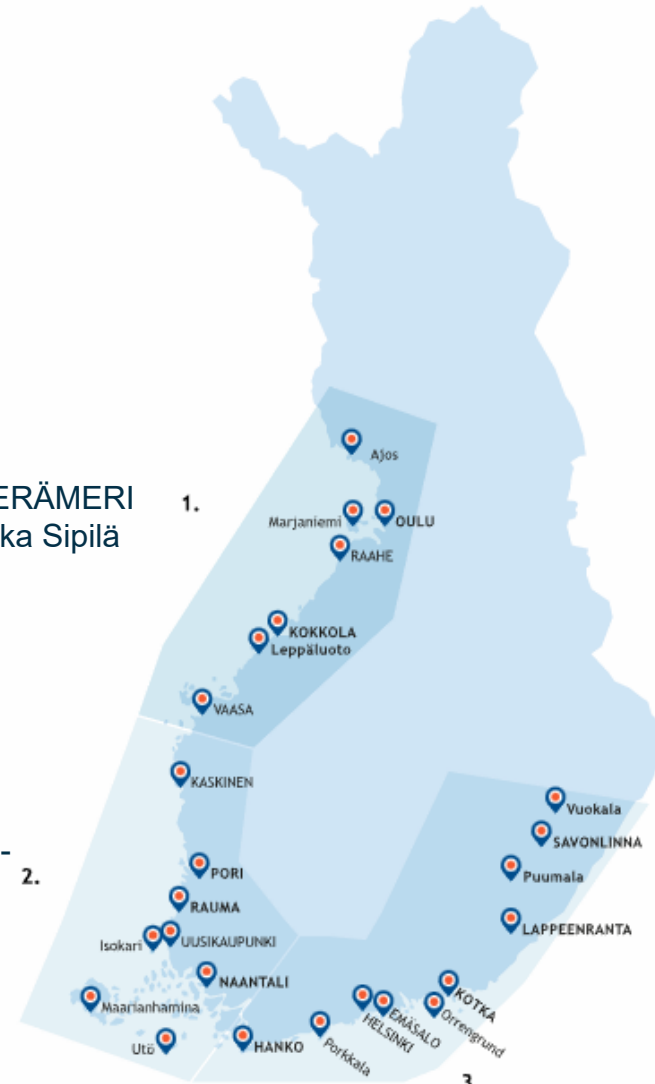 ERÄMERI
ka Sipilä
1.
Ajos
Marjaniemi
OULU
RAAHE
KOKKOLA
Leppäluoto
VAASA
KASKINEN
-
2.
PORI
RAUMA
Isokari
UUSIKAUPUNKI
NAANTALI
Maarianhamina
Utö
HANKO
Porkkala
HELSINKI
EMÄSALO
Orrengrund
KOTKA
LAPPEENRANTA
Puumala
SAVONLINNA
Vuokala
3